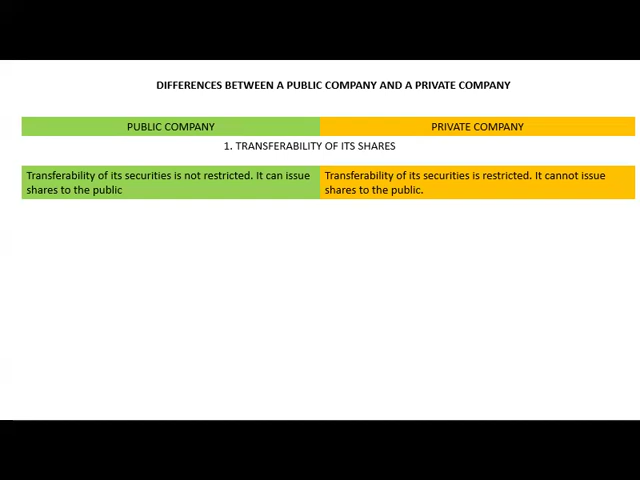 DIFFERENCES BETWEEN A PUBLIC COMPANY AND A PRIVATE COMPANY
PUBLIC COMPANY
PRIVATE COMPANY
1. TRANSFERABILITY OF ITS SHARES
Transferability of its securities is not restricted. It can issue
shares to the public
Transferability of its securities is restricted. It cannot issue
shares to the public.